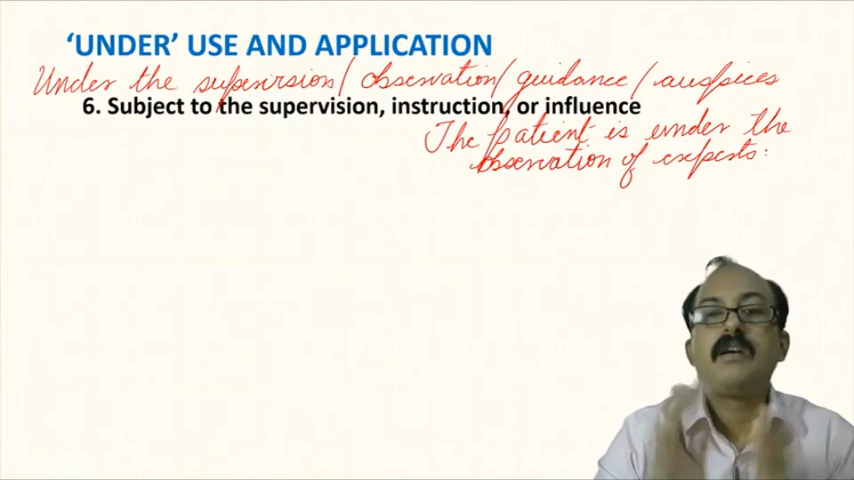 ‘UNDER’ USE AND APPLICATION
Under the supervision / observation / guidance / auspices
6. Subject to the supervision, instruction, or influence
The patient is under the
observation of experts.